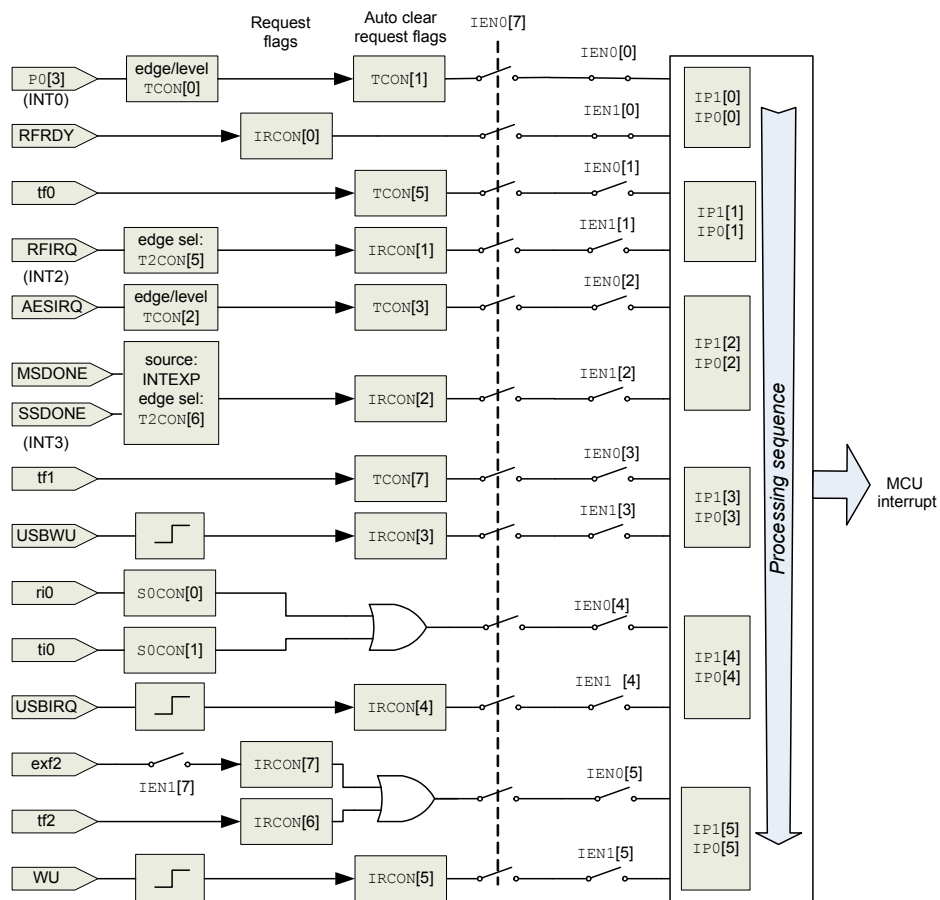 Request
flags
Auto clear
request flags
IEN0[7]
P0[3]
(INT0)
edge/level
TCON[0]
TCON[1]
IEN0[0]
IP1[0]
IP0[0]
RFRDY
IRCON[0]
IEN1[0]
tf0
TCON[5]
IEN0[1]
IP1[1]
IP0[1]
RFIRQ
(INT2)
edge sel:
T2CON[5]
IRCON[1]
IEN1[1]
AESIRQ
edge/level
TCON[2]
TCON[3]
IEN0[2]
IP1[2]
IP0[2]
MSDONE
SSDONE
(INT3)
source:
INTEXP
edge sel:
T2CON[6]
IRCON[2]
IEN1[2]
tf1
TCON[7]
IEN0[3]
IP1[3]
IP0[3]
USBWU
IRCON[3]
IEN1[3]
ri0
S0CON[0]
ti0
S0CON[1]
IEN0[4]
IP1[4]
IP0[4]
USBIRQ
IRCON[4]
IEN1 [4]
exf2
IEN1[7]
IRCON[7]
tf2
IRCON[6]
IEN0[5]
IP1[5]
IP0[5]
WU
IRCON[5]
IEN1[5]
Processing sequence
MCU
interrupt